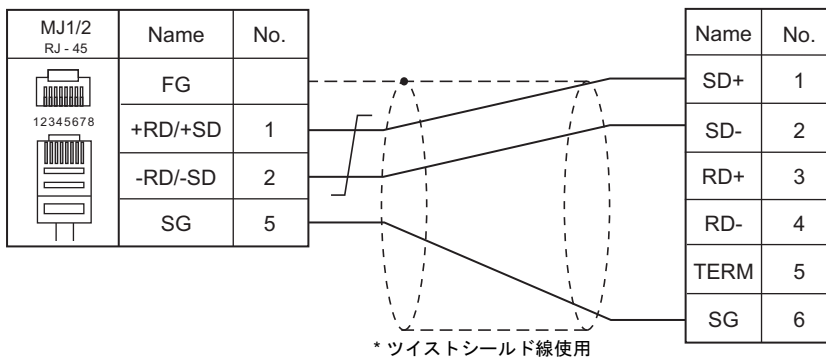 MJ1/2 Name No.
RJ - 45
FG
12345678
+RD/+SD 1
-RD/-SD 2
SG 5
Name No.
SD+ 1
SD- 2
RD+ 3
RD- 4
TERM 5
SG 6
* ツイストシールド線使用